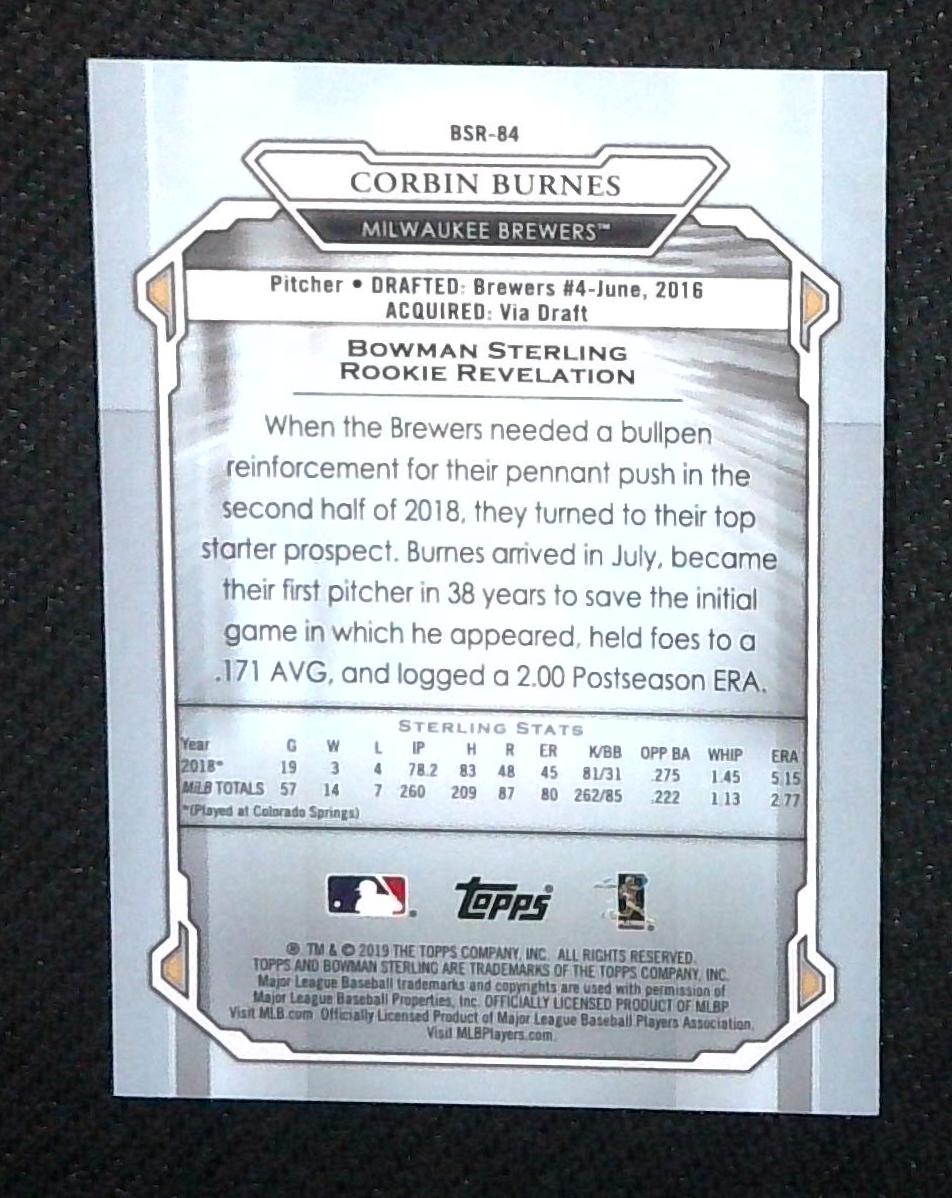 BSR-84
CORBIN BURNES
MILWAUKEE BREWERS™
Pitcher • DRAFTED: Brewers #4-June, 2016
ACQUIRED: Via Draft
BOWMAN STERLING
ROOKIE REVELATION
When the Brewers needed a bullpen
reinforcement for their pennant push in the
second half of 2018, they turned to their top
starter prospect. Burnes arrived in July, became
their first pitcher in 38 years to save the initial
game in which he appeared, held foes to a
.171 AVG, and logged a 2.00 Postseason ERA.
STERLING STATS
Year G W L IP H R ER K/BB OPP BA WHIP ERA
2018* 19 3 4 78.2 83 48 45 81/31 .275 1.45 5.15
MiLB TOTALS 57 14 7 260 209 87 80 262/85 .222 1.13 2.77
*(Played at Colorado Springs)
topps®
® TM & © 2019 THE TOPPS COMPANY, INC. ALL RIGHTS RESERVED.
TOPPS AND BOWMAN STERLING ARE TRADEMARKS OF THE TOPPS COMPANY, INC.
Major League Baseball trademarks and copyrights are used with permission of
Major League Baseball Properties, Inc. OFFICIALLY LICENSED PRODUCT OF MLBP
Visit MLB.com Officially Licensed Product of Major League Baseball Players Association.
Visit MLBPlayers.com.